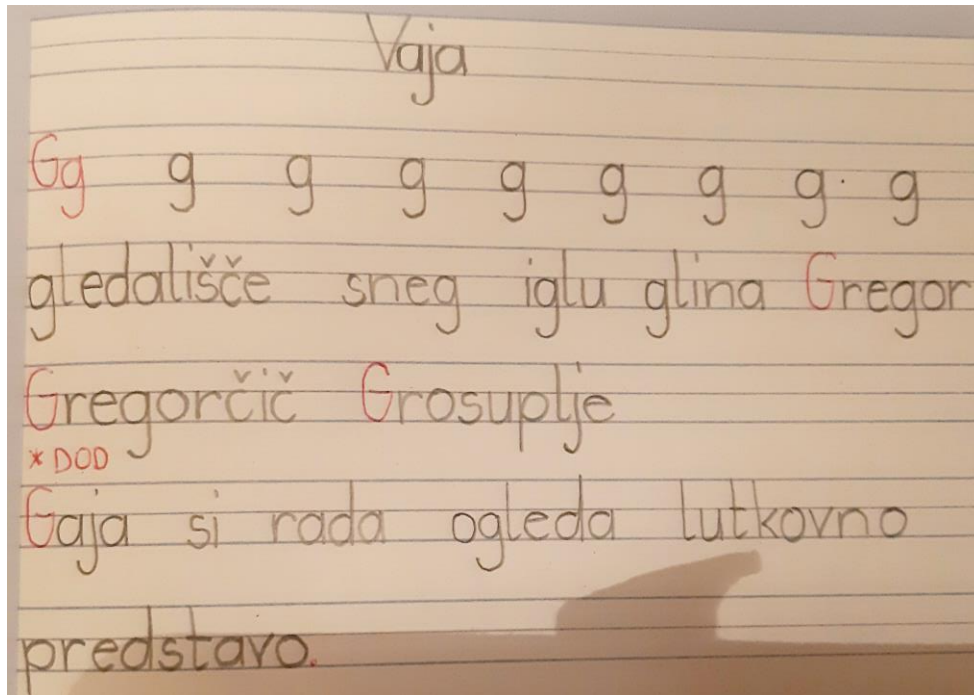 Vaja
Gg g g g g g g g g
gledališče sneg iglu glina Gregor
Gregorčič Grosuplje
* DOD
Gaja si rada ogleda lutkovno
predstavo.